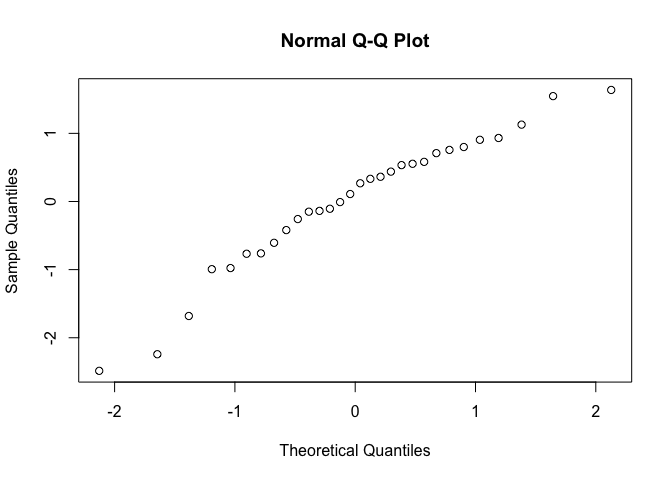 Normal Q-Q Plot
Sample Quantiles
1
0
-1
-2
-2 -1 0 1 2
Theoretical Quantiles